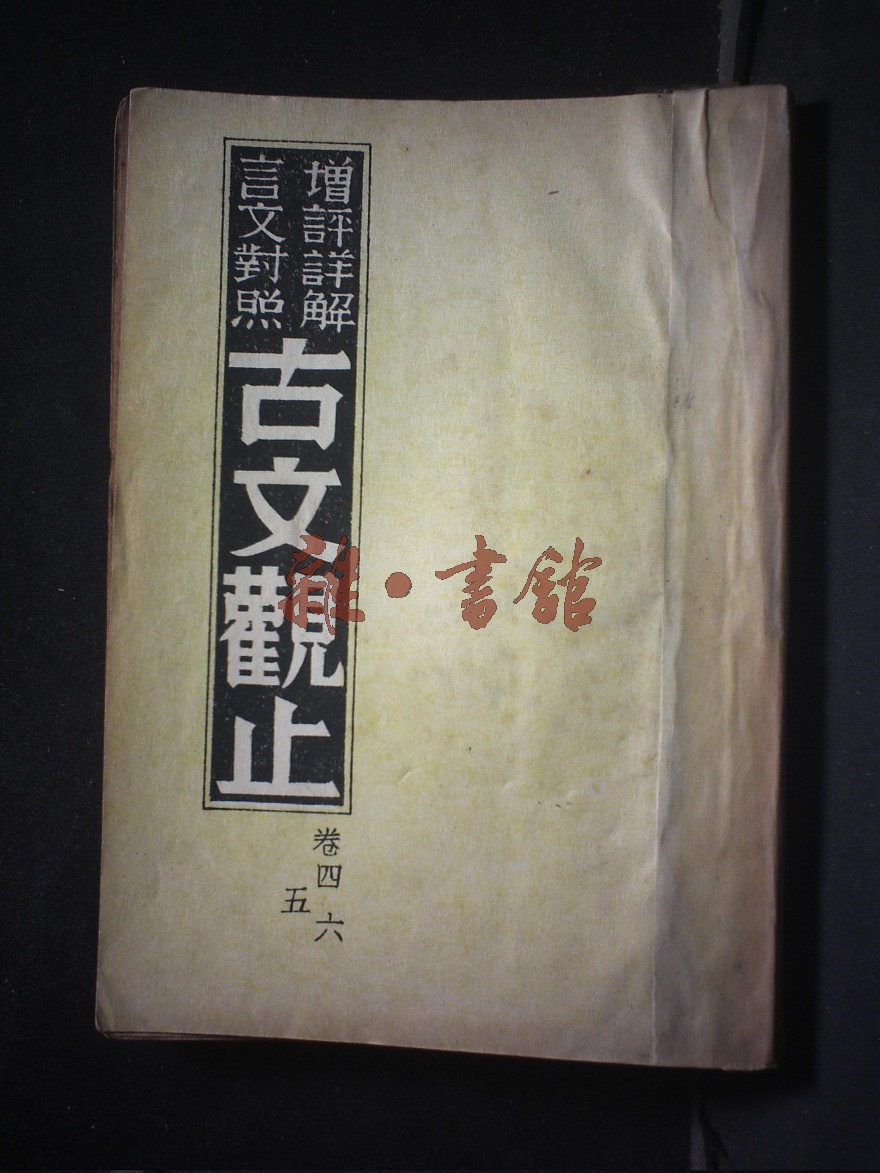 增評詳解
言文對照
古文觀止
卷四 六
五
雜·書館